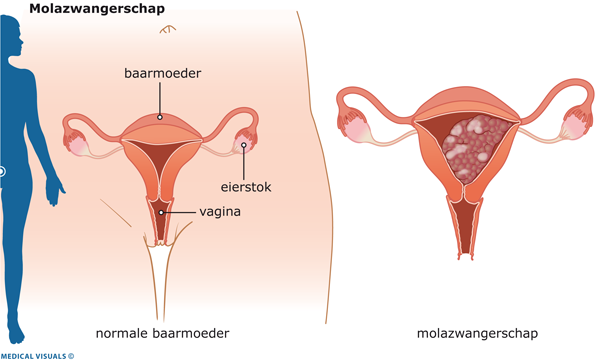 Molazwangerschap
baarmoeder
eierstok
vagina
normale baarmoeder
molazwangerschap
MEDICAL VISUALS ©